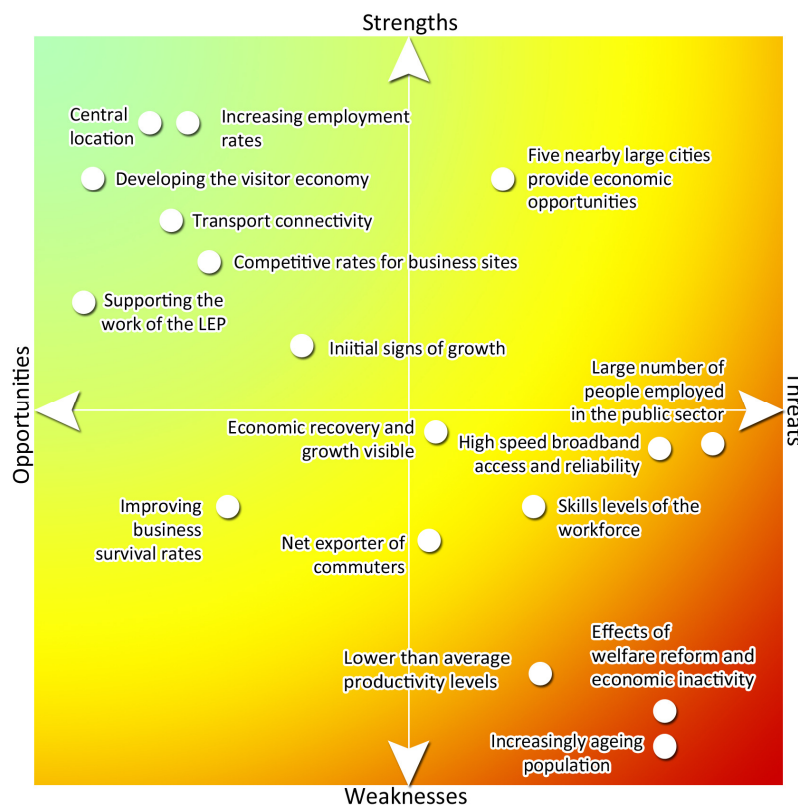 Strengths
Central
location
Increasing employment
rates
Five nearby large cities
provide economic
opportunities
Developing the visitor economy
Transport connectivity
Competitive rates for business sites
Supporting the
work of the LEP
Iniitial signs of growth
Opportunities
Threats
Large number of
people employed
in the public sector
Economic recovery and
growth visible
High speed broadband
access and reliability
Improving
business
survival rates
Skills levels of the
workforce
Net exporter of
commuters
Effects of
welfare reform and
economic inactivity
Lower than average
productivity levels
Increasingly ageing
population
Weaknesses